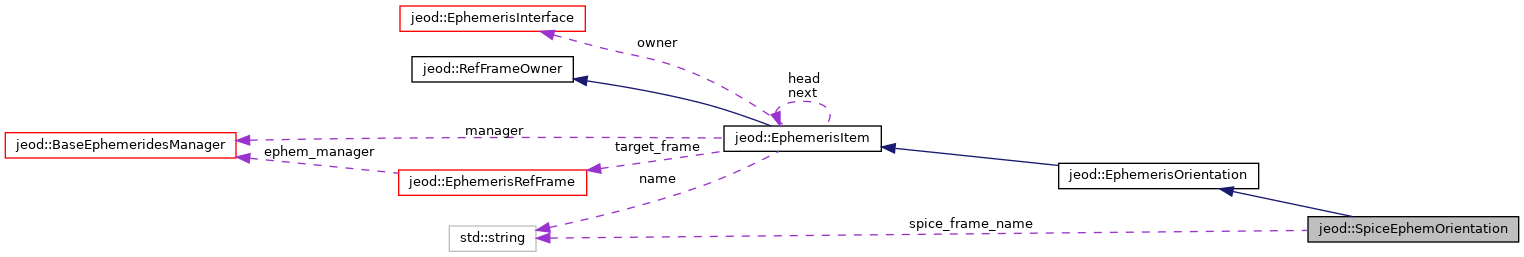 jeod::EphemerisInterface
owner
jeod::RefFrameOwner
head
next
manager
jeod::EphemerisItem
jeod::BaseEphemeridesManager
ephem_manager
target_frame
jeod::EphemerisRefFrame
name
jeod::EphemerisOrientation
spice_frame_name
std::string
jeod::SpiceEphemOrientation